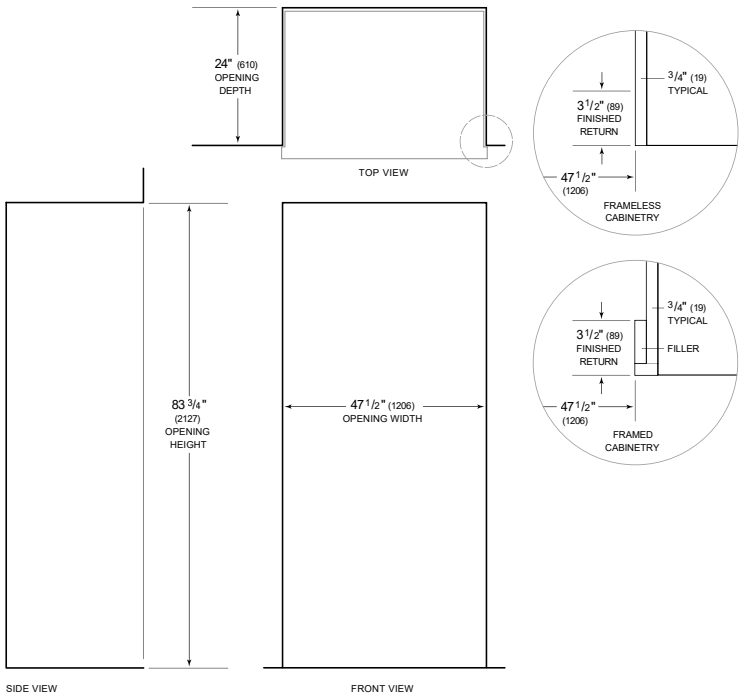 24" (610)
OPENING
DEPTH
TOP VIEW
3/4" (19)
TYPICAL
3 1/2" (89)
FINISHED
RETURN
47 1/2"
(1206)
FRAMELESS
CABINETRY
3/4" (19)
TYPICAL
3 1/2" (89)
FINISHED
RETURN
FILLER
47 1/2"
(1206)
FRAMED
CABINETRY
83 3/4"
(2127)
OPENING
HEIGHT
47 1/2" (1206)
OPENING WIDTH
SIDE VIEW
FRONT VIEW